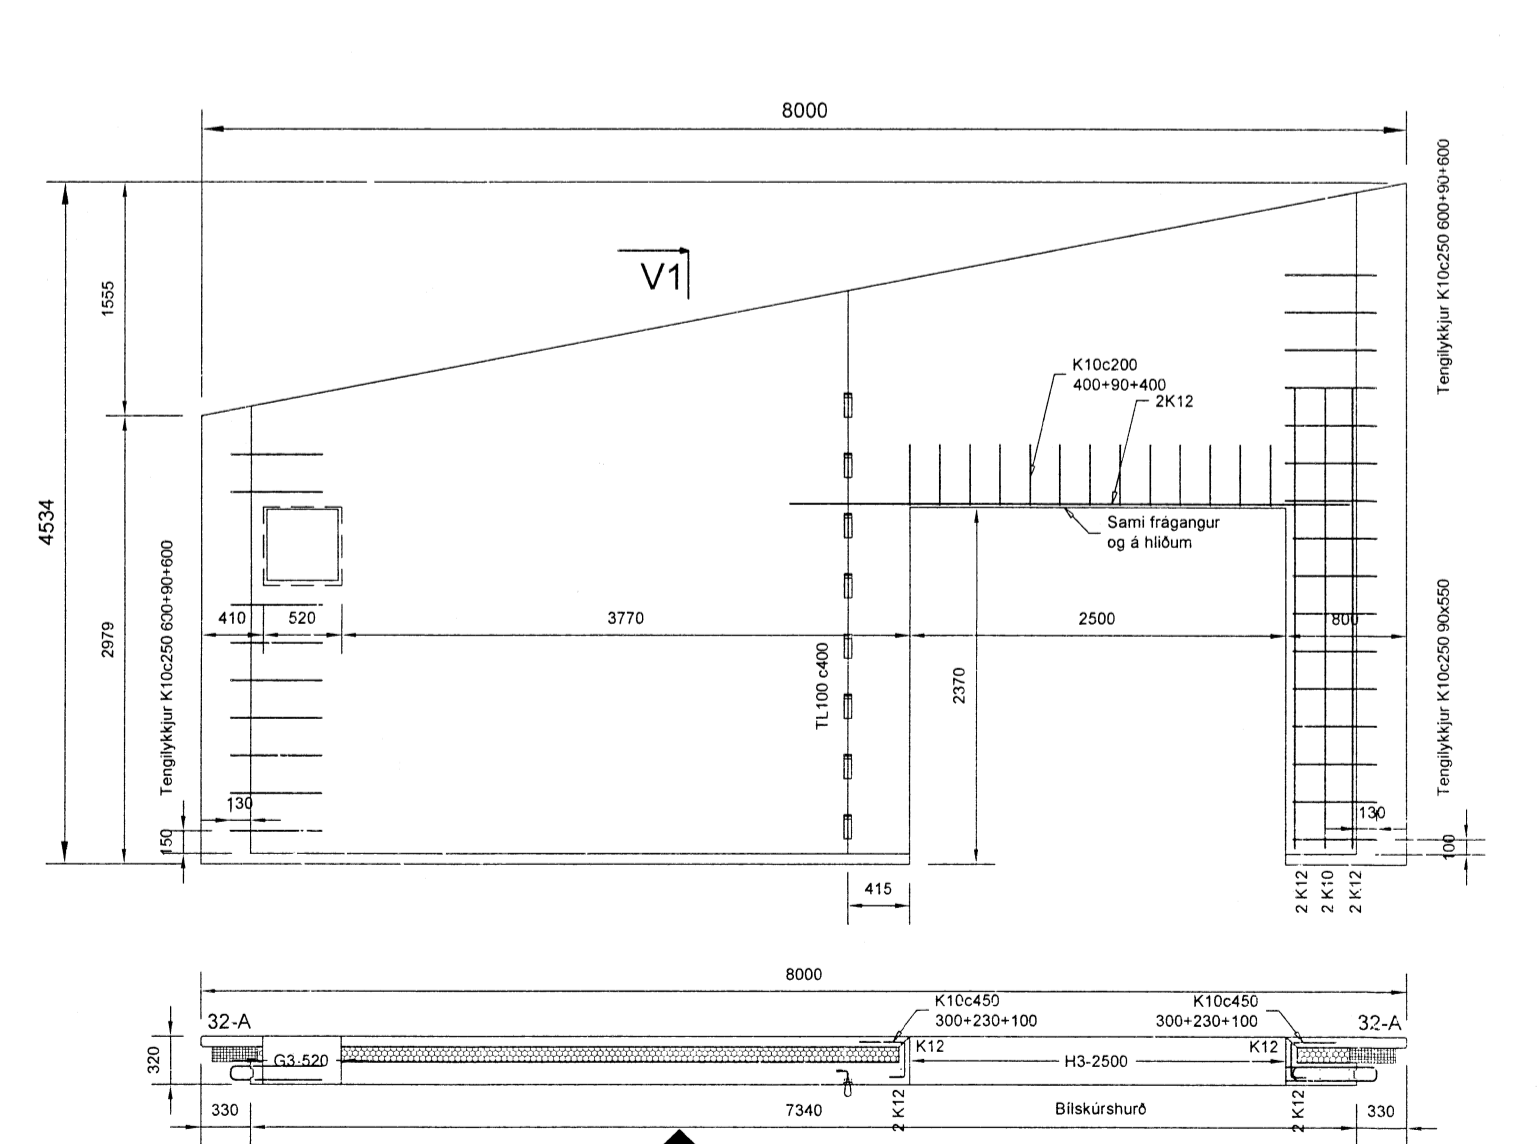 8000
1555
V1
4534
2979
Tengilykkjur K10c250 600+90+600
Tengilykkjur K10c250 600+90+600
K10c200
400+90+400
2K12
Sami frágangur
og á hliðum
410
520
3770
2500
800
TL100 c400
2370
Tengilykkjur K10c250 90x550
130
150
130
100
415
2 K12
2 K10
2 K12
8000
K10c450
300+230+100
K10c450
300+230+100
32-A
32-A
320
G3-520
K12
H3-2500
K12
330
7340
2 K12
Bílskúrshurð
2 K12
330